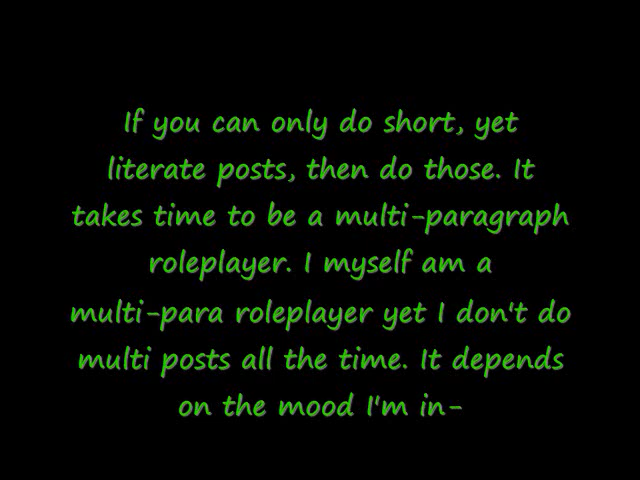 If you can only do short, yet
literate posts, then do those. It
takes time to be a multi-paragraph
roleplayer. I myself am a
multi-para roleplayer yet I don't do
multi posts all the time. It depends
on the mood I'm in-